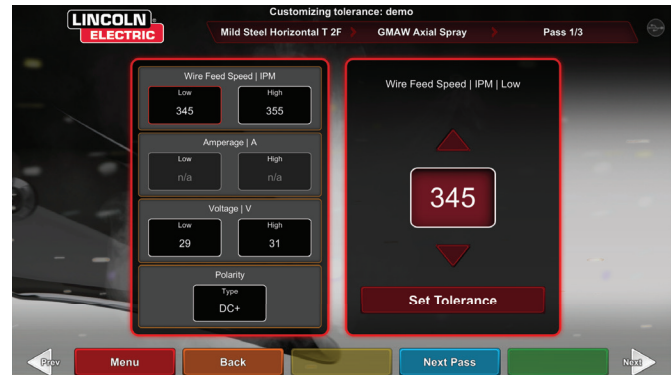 Customizing tolerance: demo
LINCOLN
ELECTRIC
Mild Steel Horizontal T 2F
GMAW Axial Spray
Pass 1/3
Wire Feed Speed | IPM
Low
345
High
355
Amperage | A
Low
n/a
High
n/a
Voltage | V
Low
29
High
31
Polarity
Type
DC+
Wire Feed Speed | IPM | Low
345
Set Tolerance
Prev
Menu
Back
Next Pass
Next